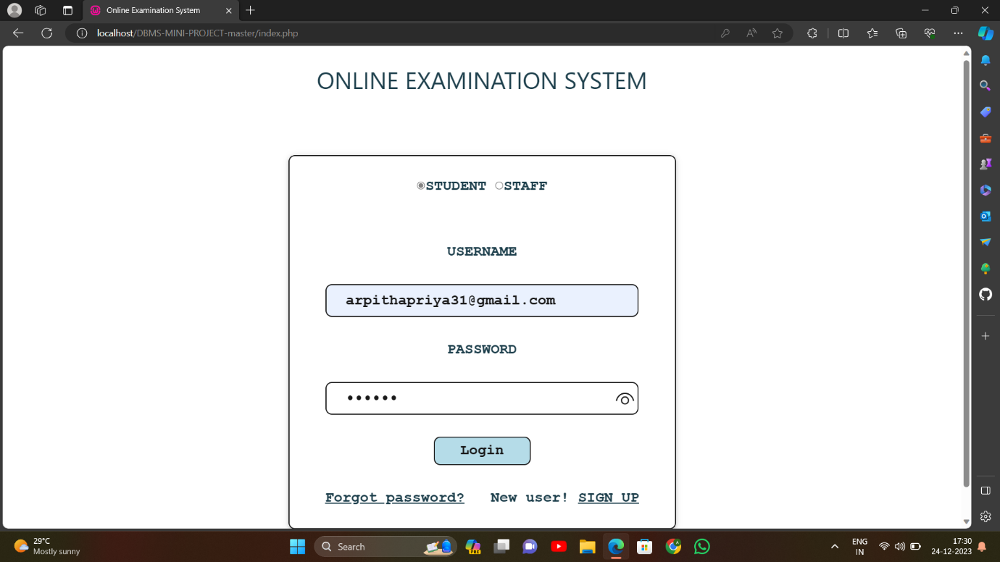 Online Examination System
localhost/DBMS-MINI-PROJECT-master/index.php
ONLINE EXAMINATION SYSTEM
STUDENT STAFF
USERNAME
arpithapriya31@gmail.com
PASSWORD
••••••
Login
Forgot password? New user! SIGN UP
29°C
Mostly sunny
Search
PRE
ENG
IN
17:30
24-12-2023